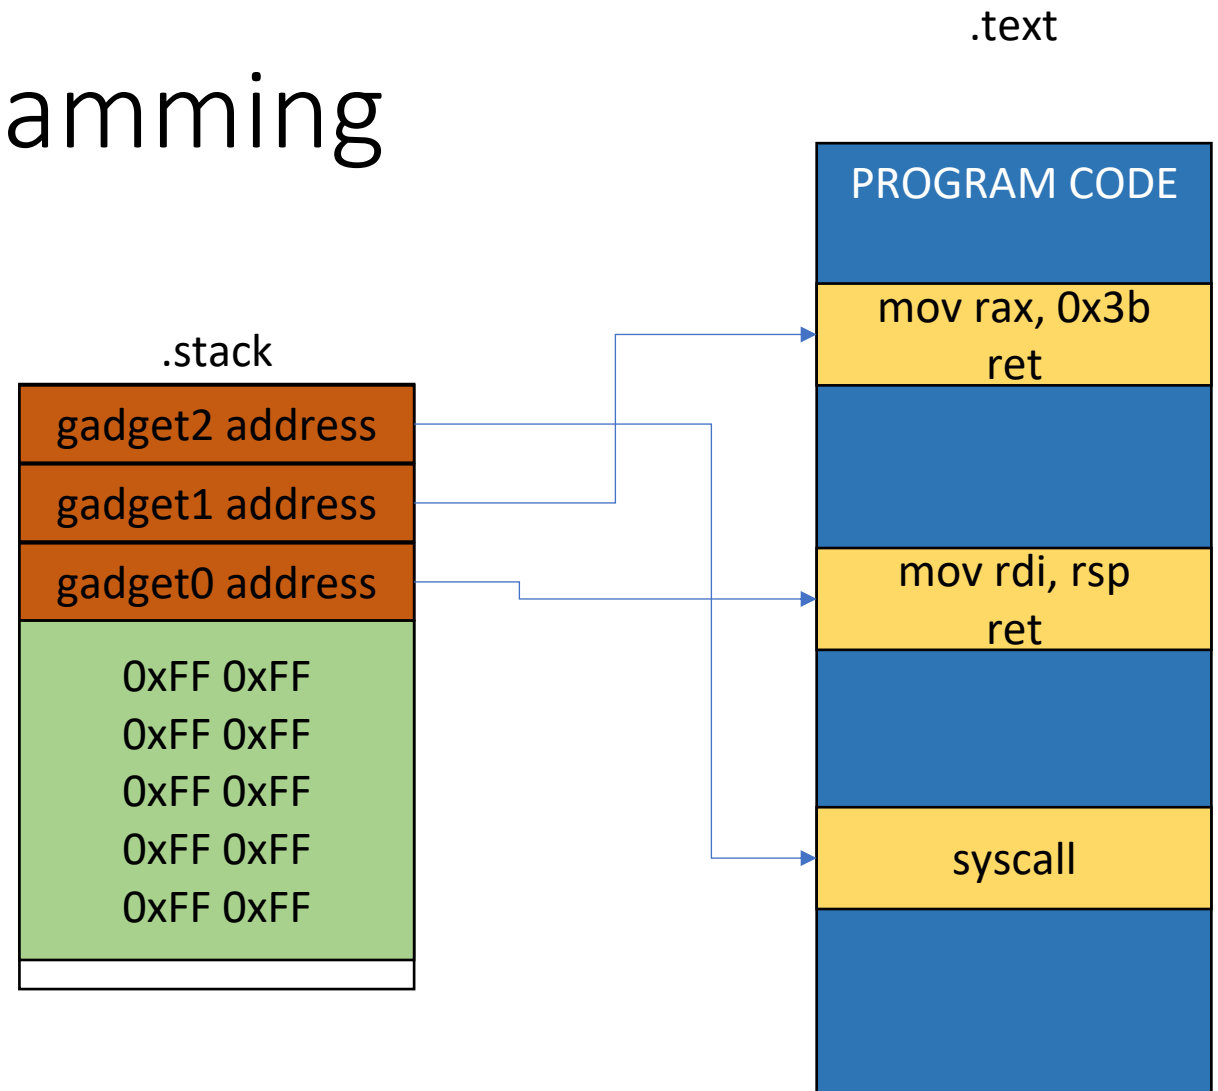 .text
amming
PROGRAM CODE
mov rax, 0x3b
ret
.stack
gadget2 address
gadget1 address
gadget0 address
mov rdi, rsp
ret
0xFF 0xFF
0xFF 0xFF
0xFF 0xFF
0xFF 0xFF
0xFF 0xFF
syscall